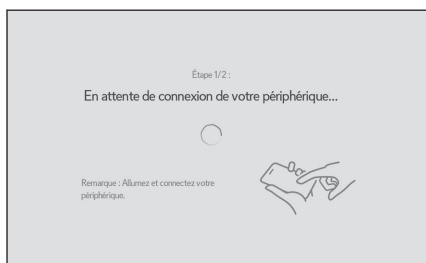 Étape 1/2 :
En attente de connexion de votre périphérique...
Remarque : Allumez et connectez votre
périphérique.